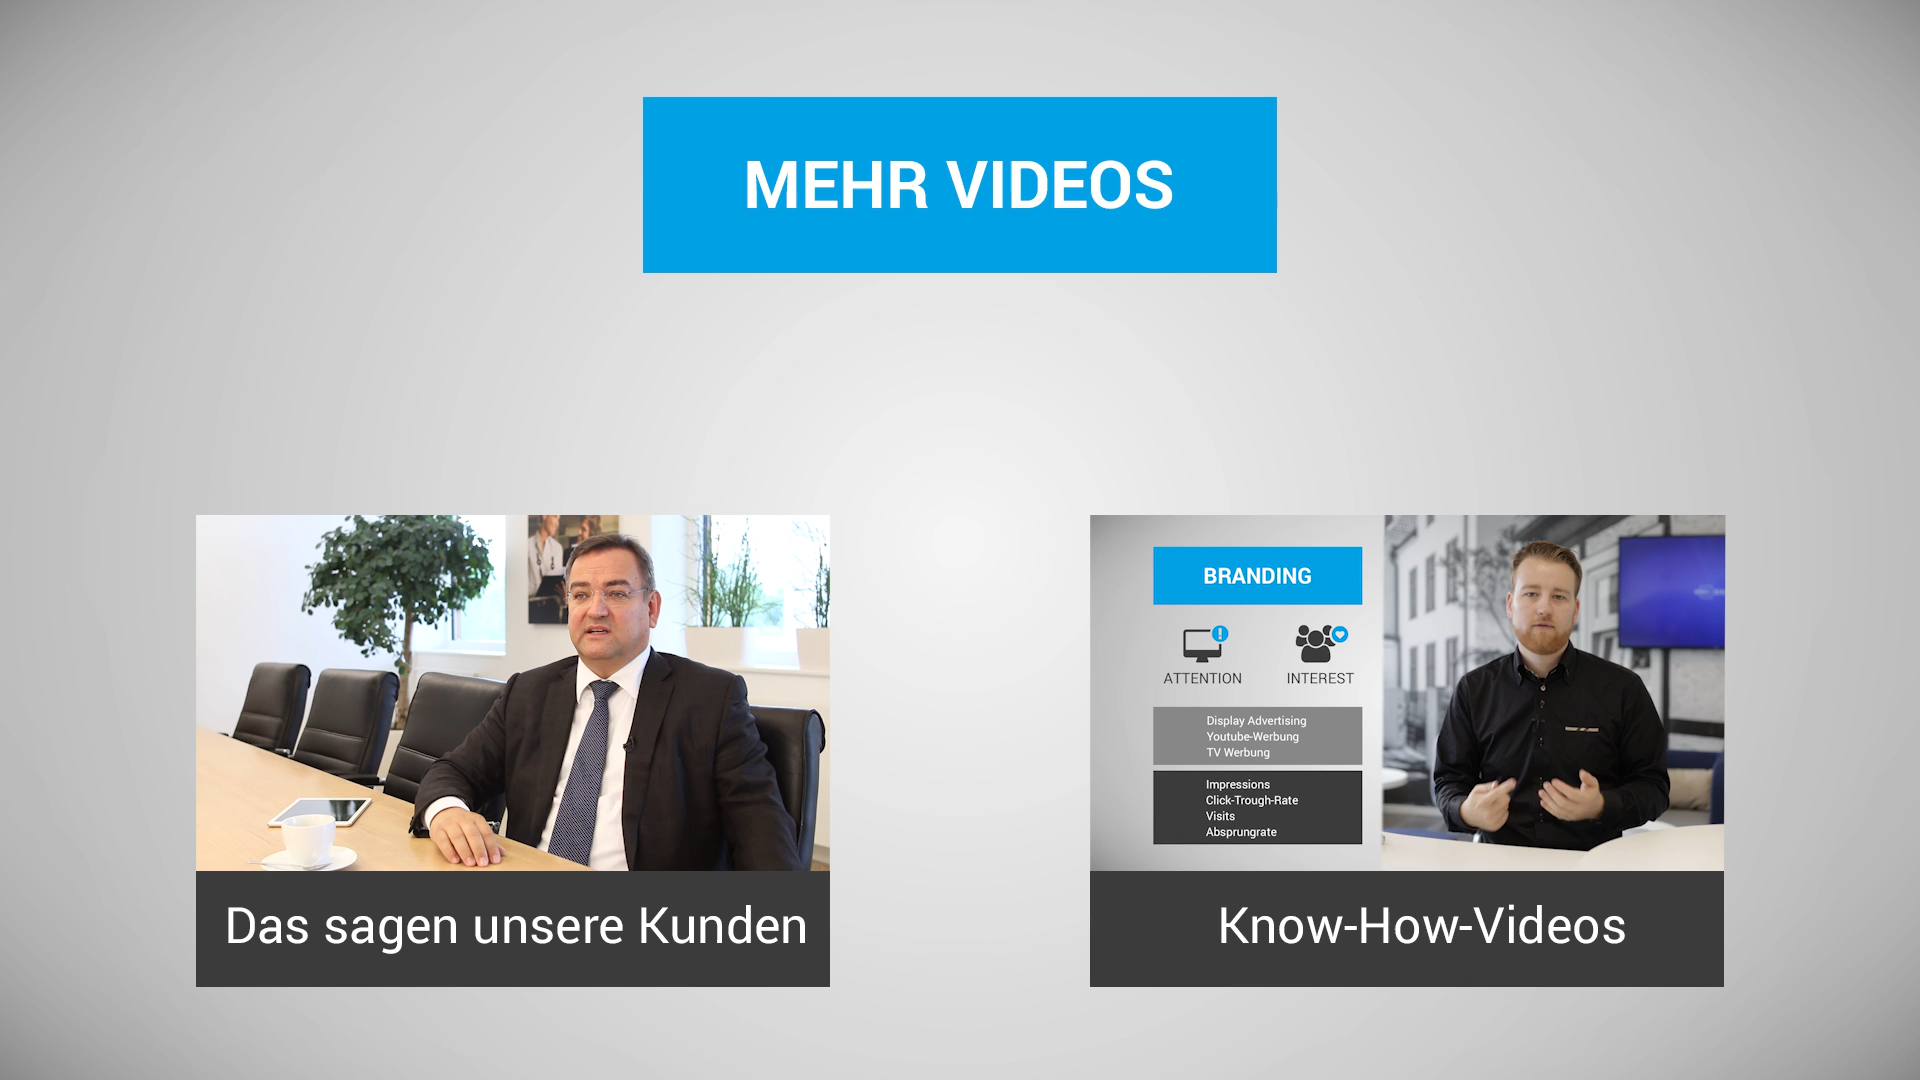 MEHR VIDEOS
BRANDING
ATTENTION
INTEREST
Display Advertising
Youtube-Werbung
TV Werbung
Impressions
Click-Trough-Rate
Visits
Absprungrate
Das sagen unsere Kunden
Know-How-Videos